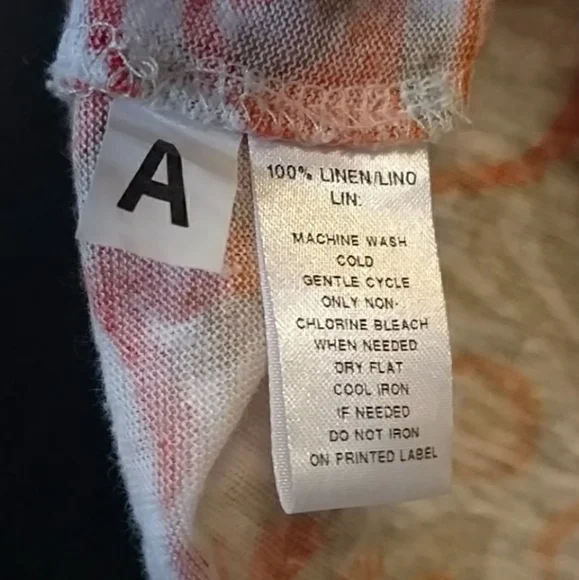 A
100% LINEN/LINO
LIN:
MACHINE WASH
COLD
GENTLE CYCLE
ONLY NON-
CHLORINE BLEACH
WHEN NEEDED
DRY FLAT
COOL IRON
IF NEEDED
DO NOT IRON
ON PRINTED LABEL